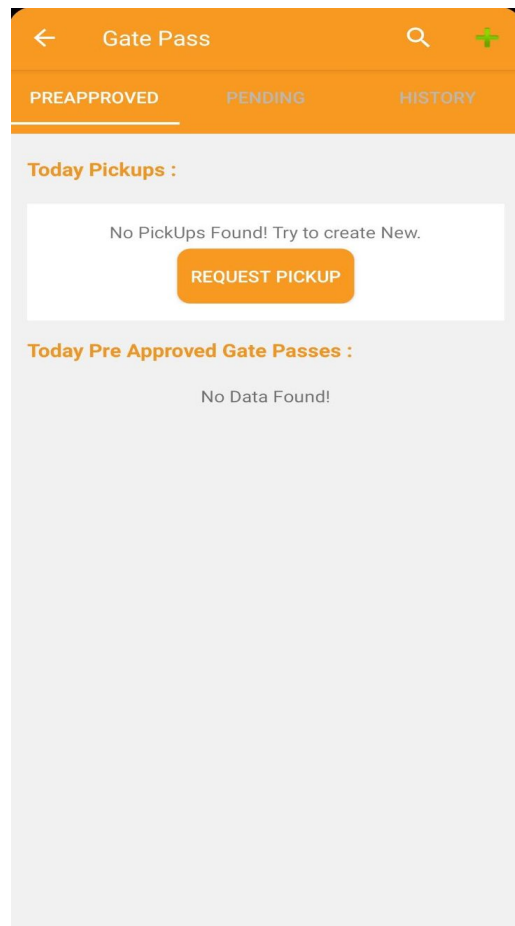 Gate Pass
PREAPPROVED PENDING HISTORY
Today Pickups :
No PickUps Found! Try to create New.
REQUEST PICKUP
Today Pre Approved Gate Passes :
No Data Found!